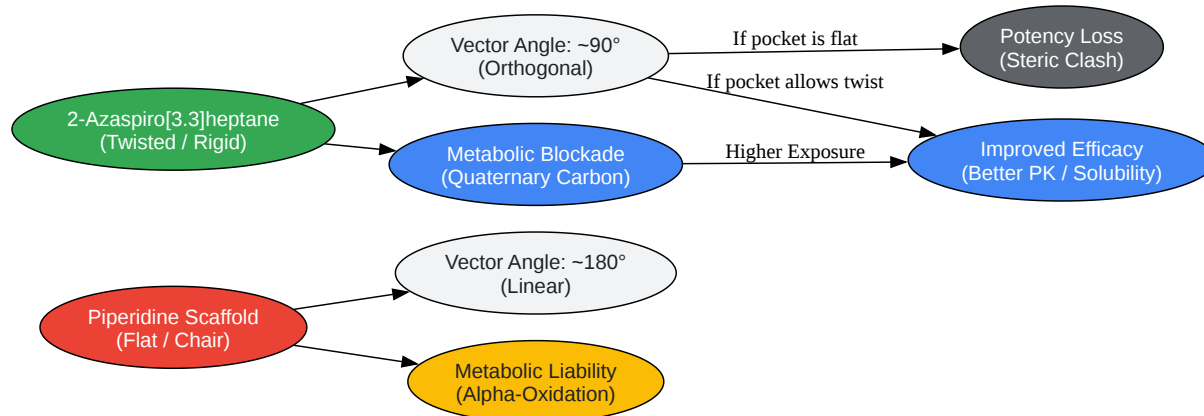 2-Azaspiro[3.3]heptane
(Twisted / Rigid)
Vector Angle: ~90°
(Orthogonal)
If pocket is flat
Potency Loss
(Steric Clash)
If pocket allows twist
Metabolic Blockade
(Quaternary Carbon)
Higher Exposure
Improved Efficacy
(Better PK / Solubility)
Piperidine Scaffold
(Flat / Chair)
Vector Angle: ~180°
(Linear)
Metabolic Liability
(Alpha-Oxidation)